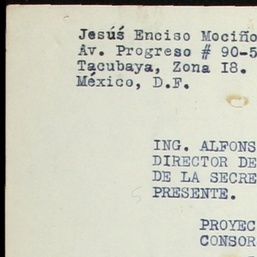 Jesús Enciso Mociño
Av. Progreso # 90-5
Tacubaya, Zona I8.
México, D.F.
ING. ALFONS
DIRECTOR DE
DE LA SECRE
PRESENTE.
PROYEC
CONSOR